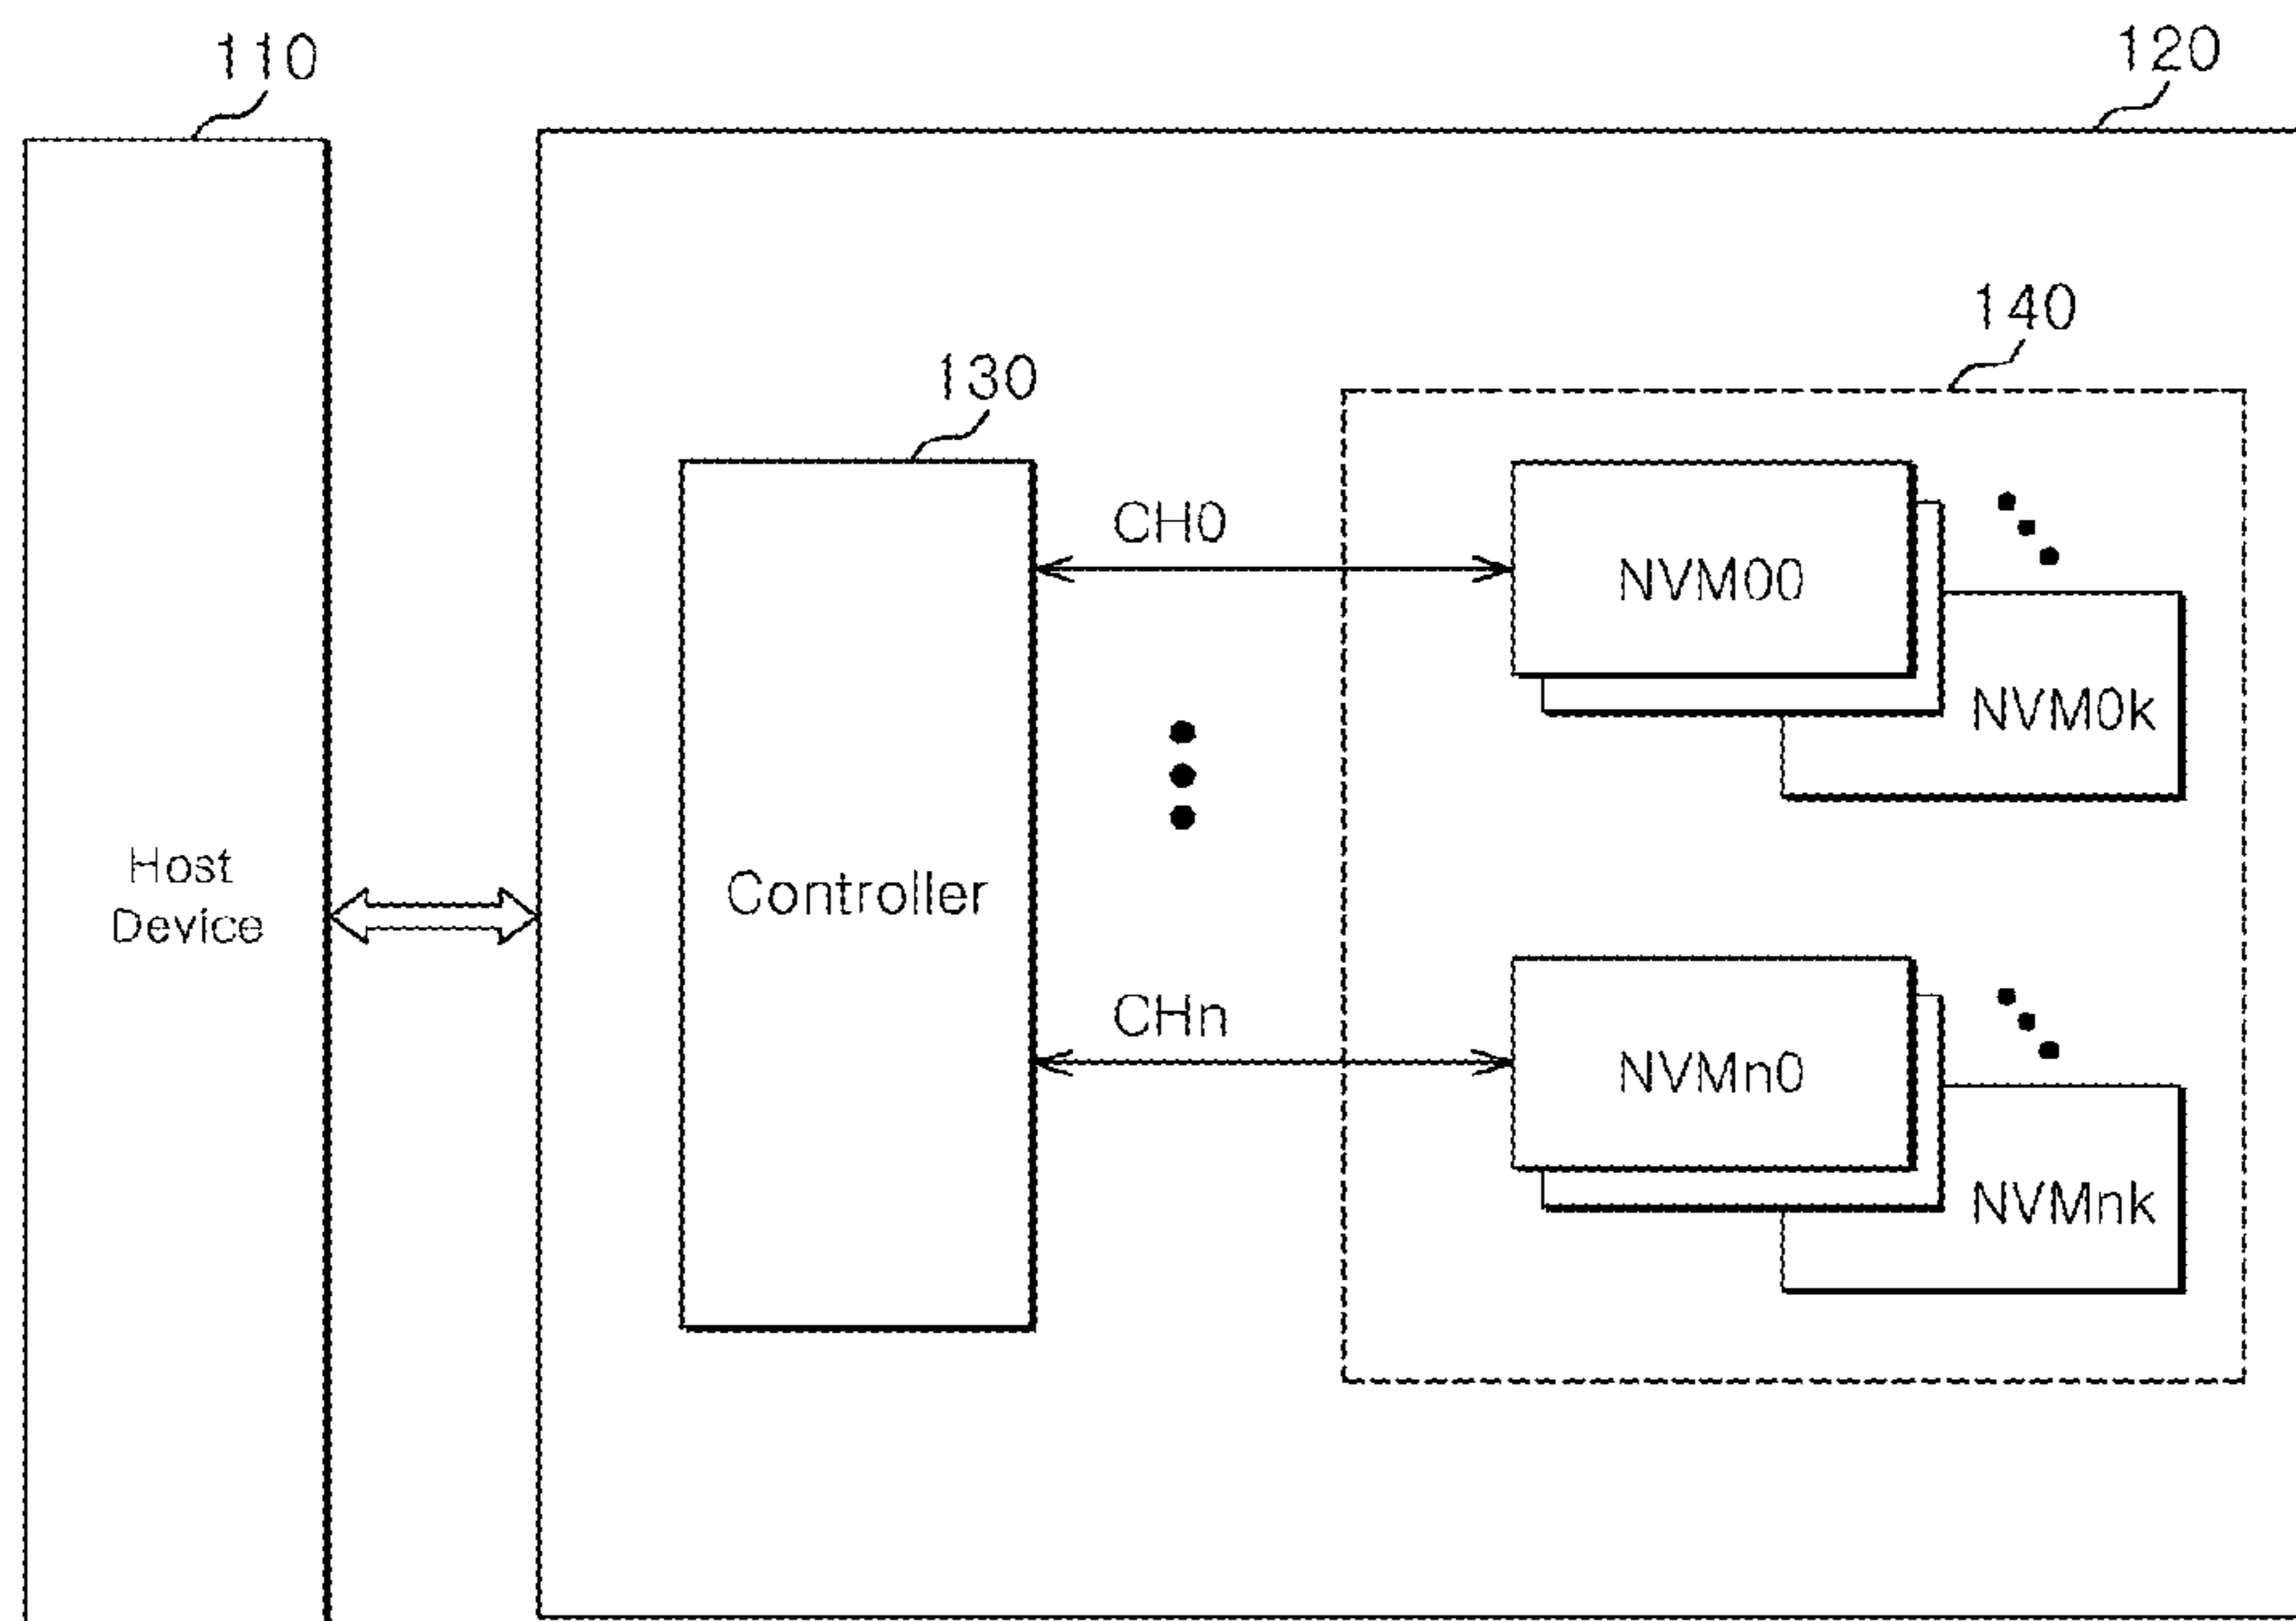 110
120
140
130
CH0
NVM00
NVM0k
Host
Device
Controller
CHn
NVMn0
NVMnk